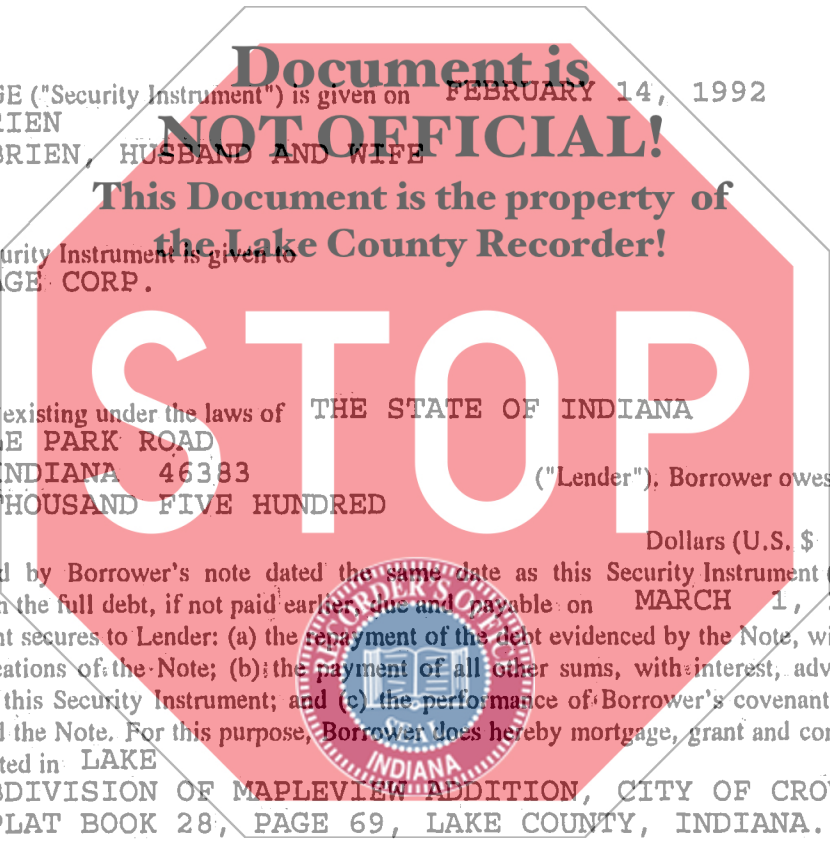 Document is
GE ("Security Instrument") is given on FEBRUARY 14, 1992
RIEN
NOT OFFICIAL!
BRIEN, HUSBAND AND WIFE
This Document is the property of
the Lake County Recorder!
urity Instrument is given to
AGE CORP.
STOP
existing under the laws of THE STATE OF INDIANA
LE PARK ROAD
INDIANA 46383
("Lender"). Borrower owes
THOUSAND FIVE HUNDRED
Dollars (U.S. $
d by Borrower's note dated the same date as this Security Instrument (
n the full debt, if not paid earlier, due and payable on MARCH 1,
nt secures to Lender: (a) the repayment of the debt evidenced by the Note, wi
cations of the Note; (b) the payment of all other sums, with interest, adv
this Security Instrument; and (c) the performance of Borrower's covenant
d the Note. For this purpose, Borrower does hereby mortgage, grant and con
ted in LAKE
BDIVISION OF MAPLEVIEW ADDITION, CITY OF CROW
PLAT BOOK 28, PAGE 69, LAKE COUNTY, INDIANA.
RECORDER'S OFFICE
SEAL
INDIANA